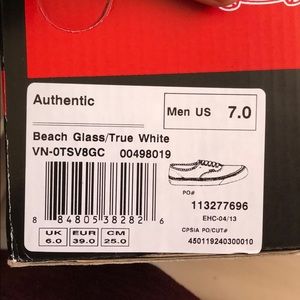 Authentic
Men US 7.0
Beach Glass/True White
VN-0TSV8GC 00498019
PO#
8 84805 38282 6
113277696
EHC-04/13
UK EUR CM
CPSIA PO/CUT#
6.0 39.0 25.0
450119240300010